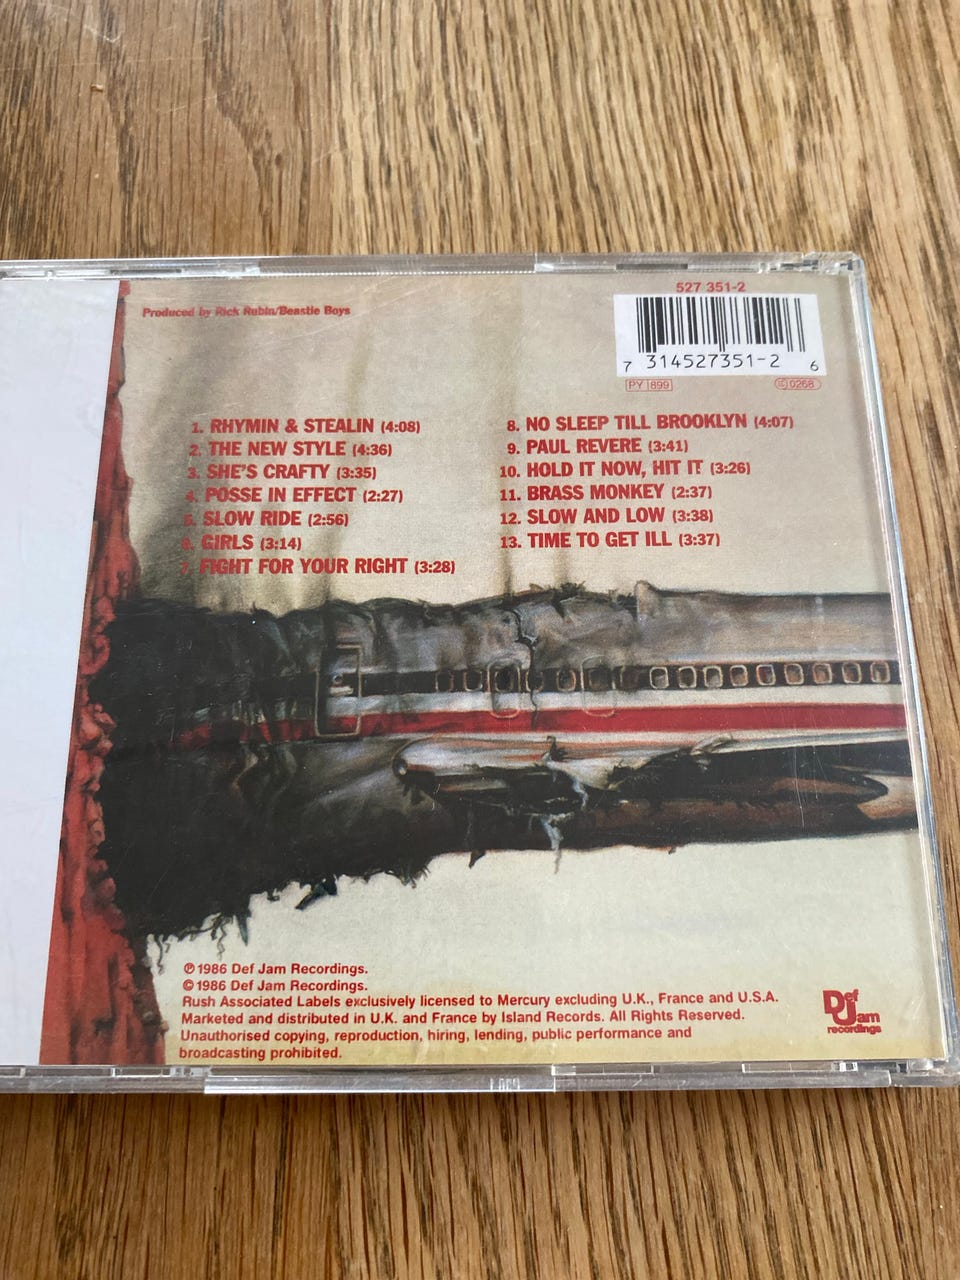 Produced by Rick Rubin/Beastie Boys
527 351-2
7 314527351-2 6
PY 899
LC 0268
1. RHYMIN & STEALIN (4:08)
2. THE NEW STYLE (4:36)
3. SHE'S CRAFTY (3:35)
4. POSSE IN EFFECT (2:27)
5. SLOW RIDE (2:56)
6. GIRLS (3:14)
7. FIGHT FOR YOUR RIGHT (3:28)
8. NO SLEEP TILL BROOKLYN (4:07)
9. PAUL REVERE (3:41)
10. HOLD IT NOW, HIT IT (3:26)
11. BRASS MONKEY (2:37)
12. SLOW AND LOW (3:38)
13. TIME TO GET ILL (3:37)
℗ 1986 Def Jam Recordings.
© 1986 Def Jam Recordings.
Rush Associated Labels exclusively licensed to Mercury excluding U.K., France and U.S.A.
Marketed and distributed in U.K. and France by Island Records. All Rights Reserved.
Unauthorised copying, reproduction, hiring, lending, public performance and
broadcasting prohibited.
Def
Jam
recordings